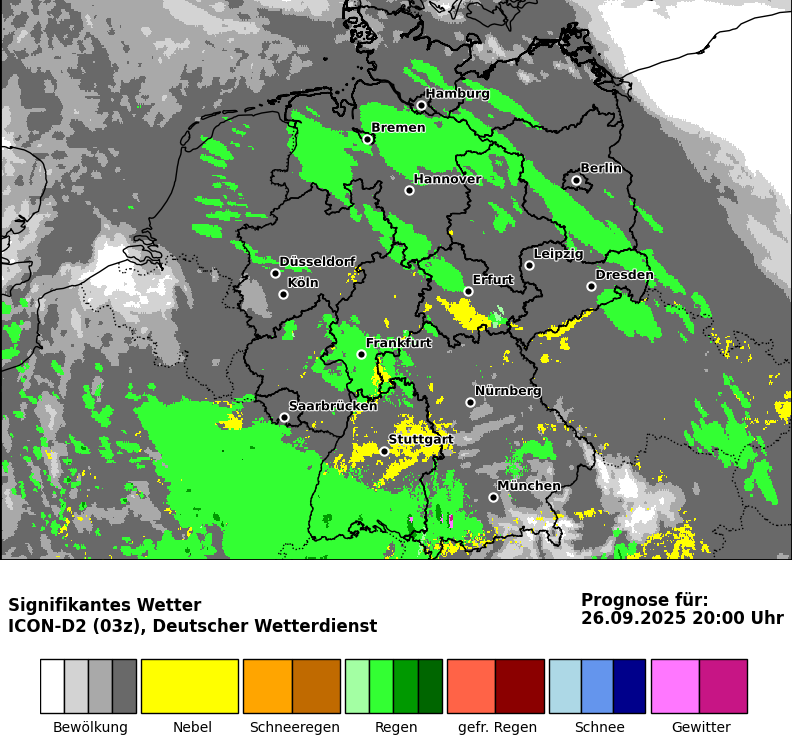 Hamburg
Bremen
Berlin
Hannover
Leipzig
Düsseldorf
Köln
Erfurt
Dresden
Frankfurt
Nürnberg
Saarbrücken
Stuttgart
München
Signifikantes Wetter
ICON-D2 (03z), Deutscher Wetterdienst
Prognose für:
26.09.2025 20:00 Uhr
Bewölkung
Nebel
Schneeregen
Regen
gefr. Regen
Schnee
Gewitter